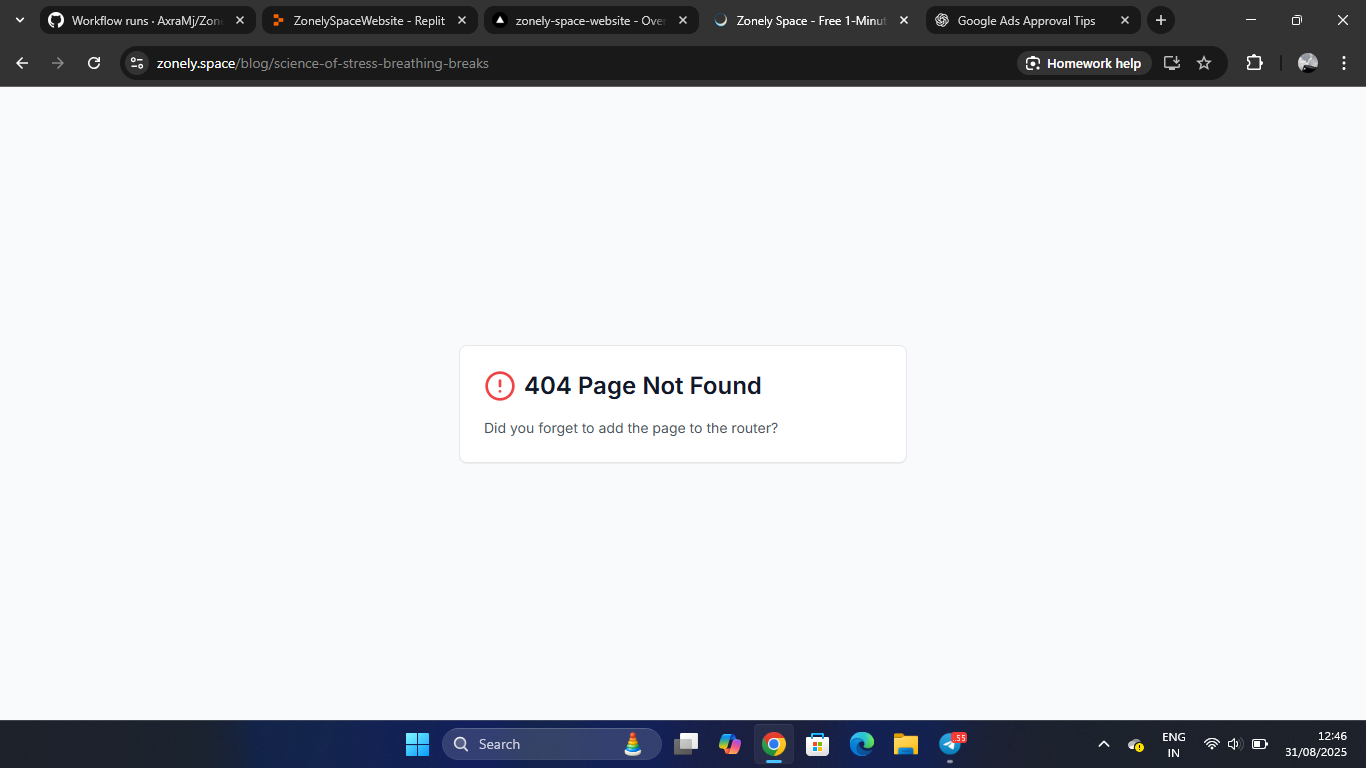 Workflow runs · AxraMj/Zon
ZonelySpaceWebsite - Replit
zonely-space-website - Ove
Zonely Space - Free 1-Minut
Google Ads Approval Tips
zonely.space/blog/science-of-stress-breathing-breaks
Homework help
404 Page Not Found
Did you forget to add the page to the router?
Search
55
ENG
IN
12:46
31/08/2025